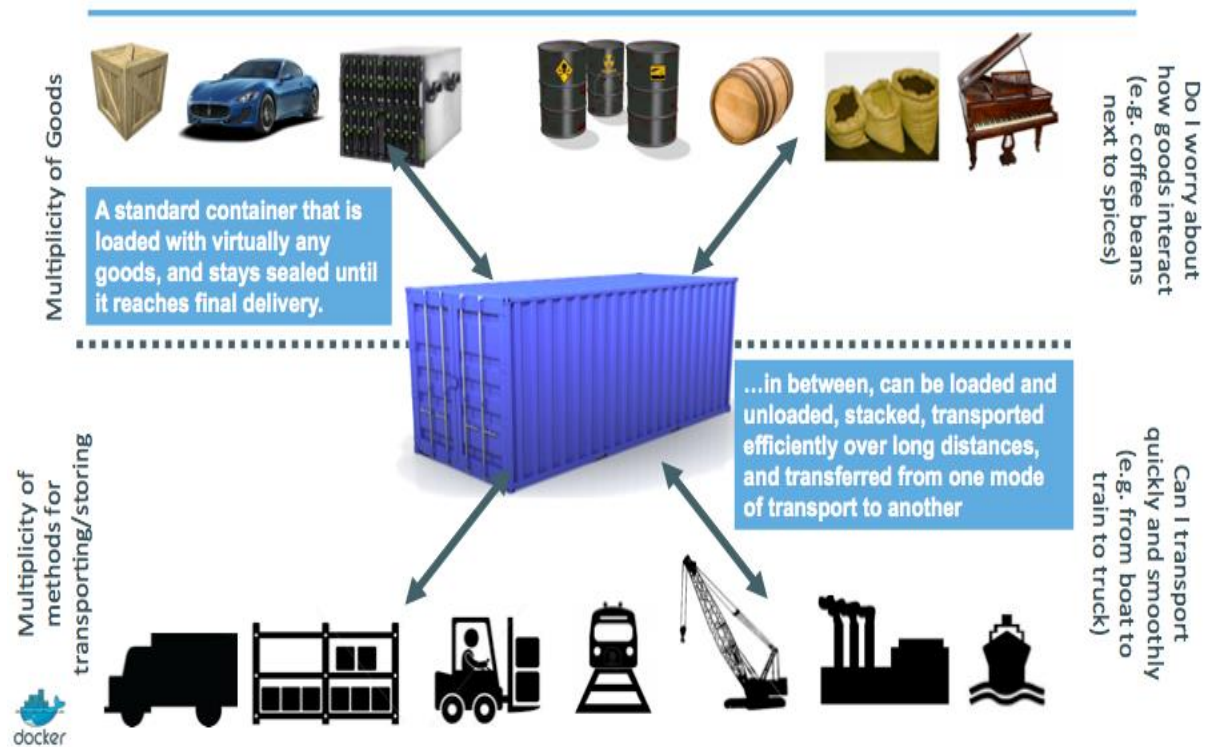 Multiplicity of Goods
Do I worry about
how goods interact
(e.g. coffee beans
next to spices)
A standard container that is
loaded with virtually any
goods, and stays sealed until
it reaches final delivery.
…in between, can be loaded and
unloaded, stacked, transported
efficiently over long distances,
and transferred from one mode
of transport to another
Multiplicity of
methods for
transporting/storing
Can I transport
quickly and smoothly
(e.g. from boat to
train to truck)
docker